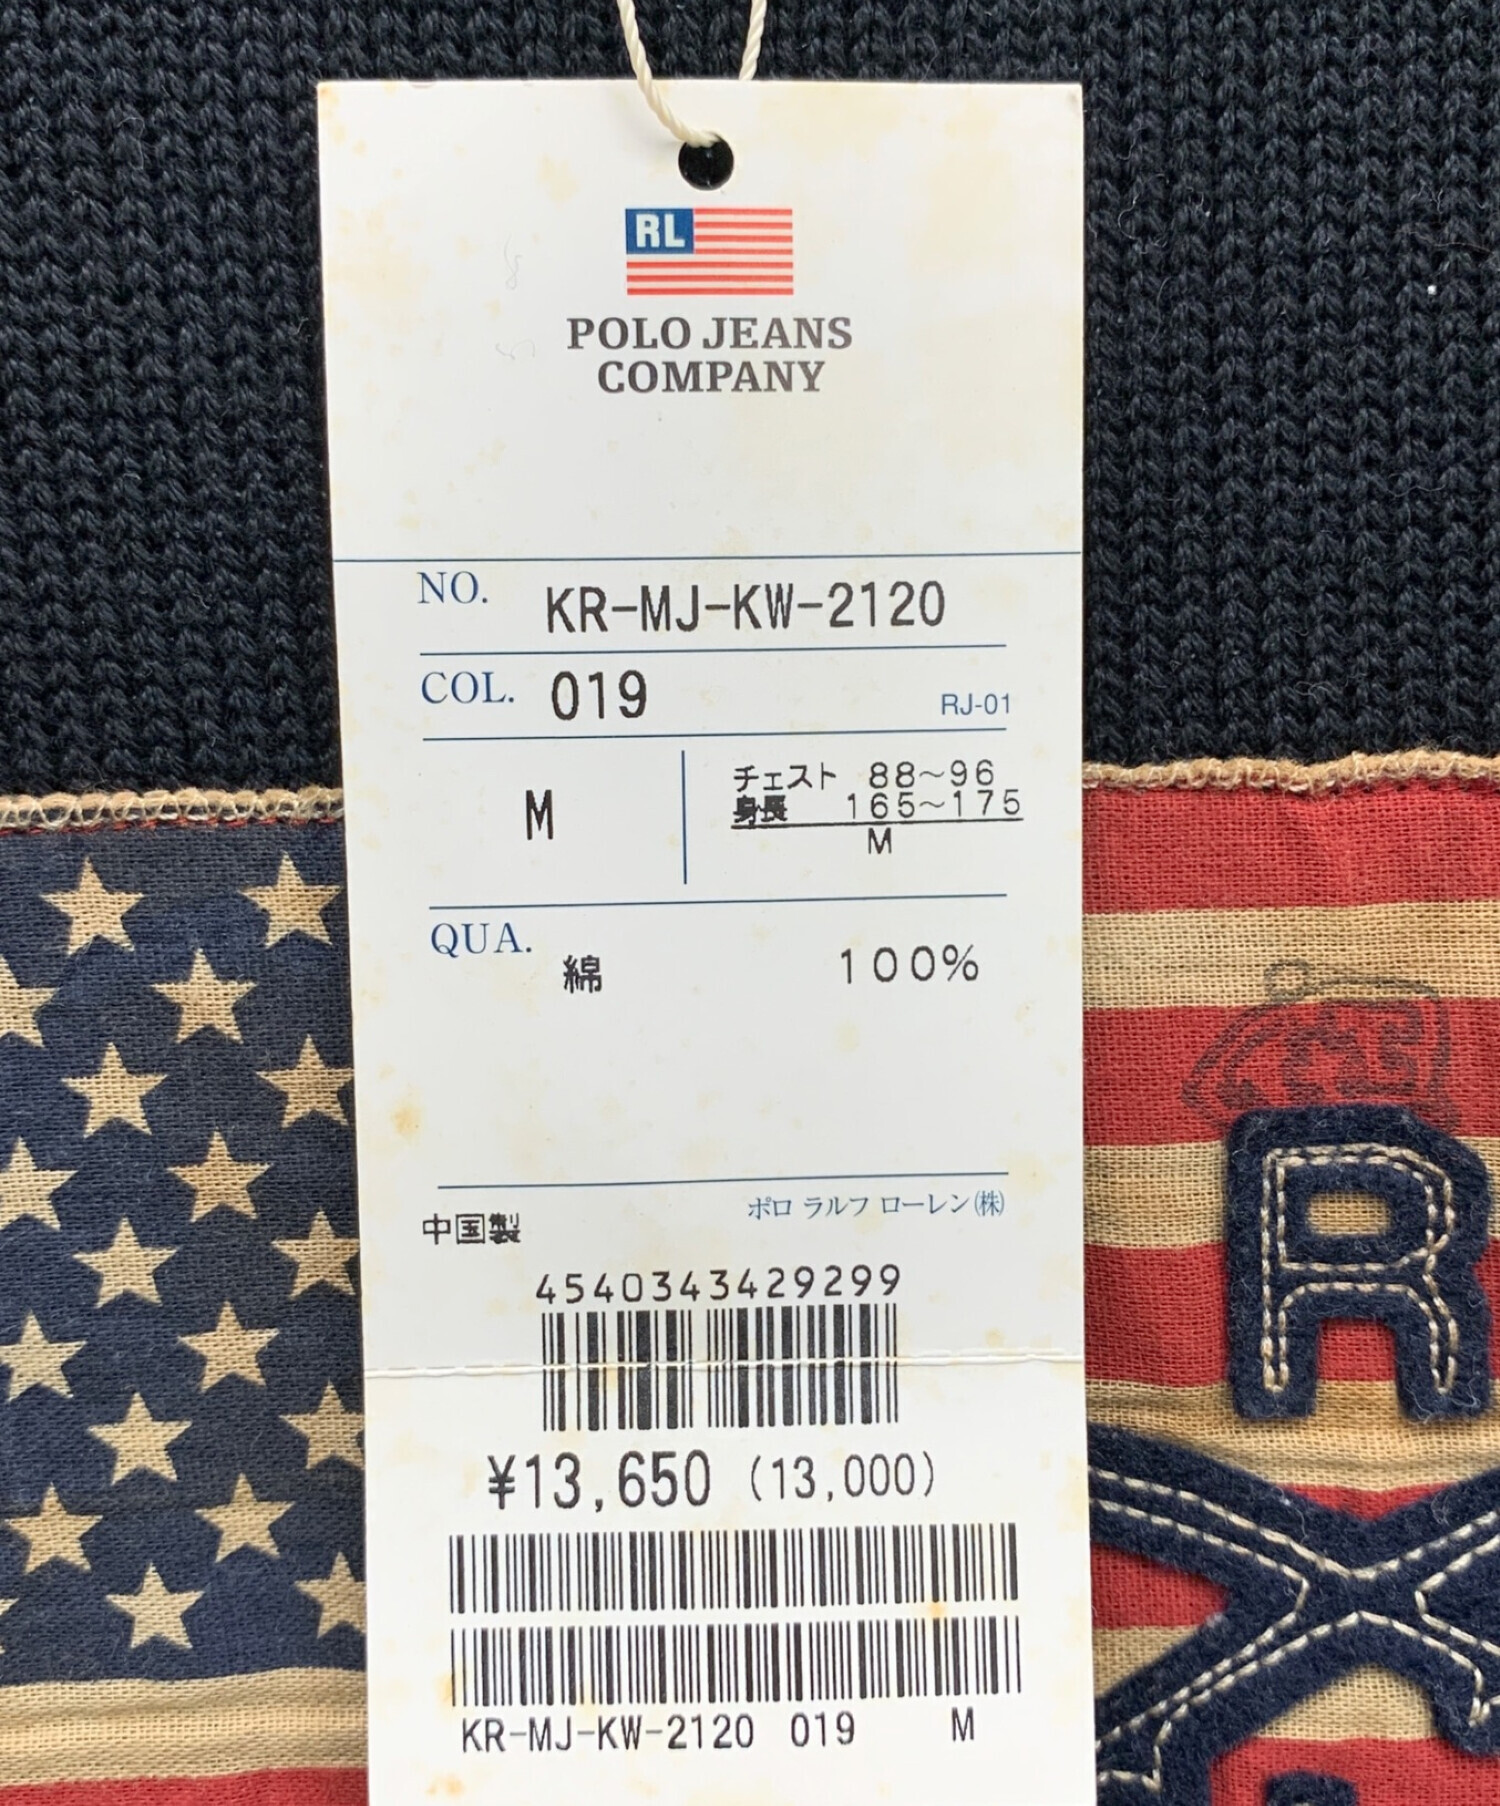 RL
POLO JEANS
COMPANY
NO. KR-MJ-KW-2120
COL. 019 RJ-01
M
チェスト 88~96
身長 165~175
M
QUA. 綿 100%
ポロ ラルフ ローレン(株)
中国製
4540343429299
¥13,650 (13,000)
KR-MJ-KW-2120 019 M
R